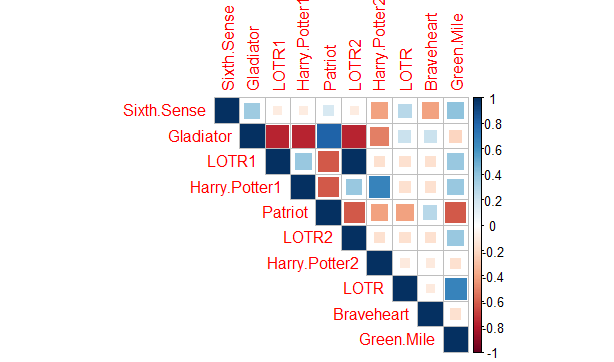 Sixth.Sense
Gladiator
LOTR1
Harry.Potter1
Patriot
LOTR2
Harry.Potter2
LOTR
Braveheart
Green.Mile
Sixth.Sense
Gladiator
LOTR1
Harry.Potter1
Patriot
LOTR2
Harry.Potter2
LOTR
Braveheart
Green.Mile
1
0.8
0.6
0.4
0.2
0
-0.2
-0.4
-0.6
-0.8
-1